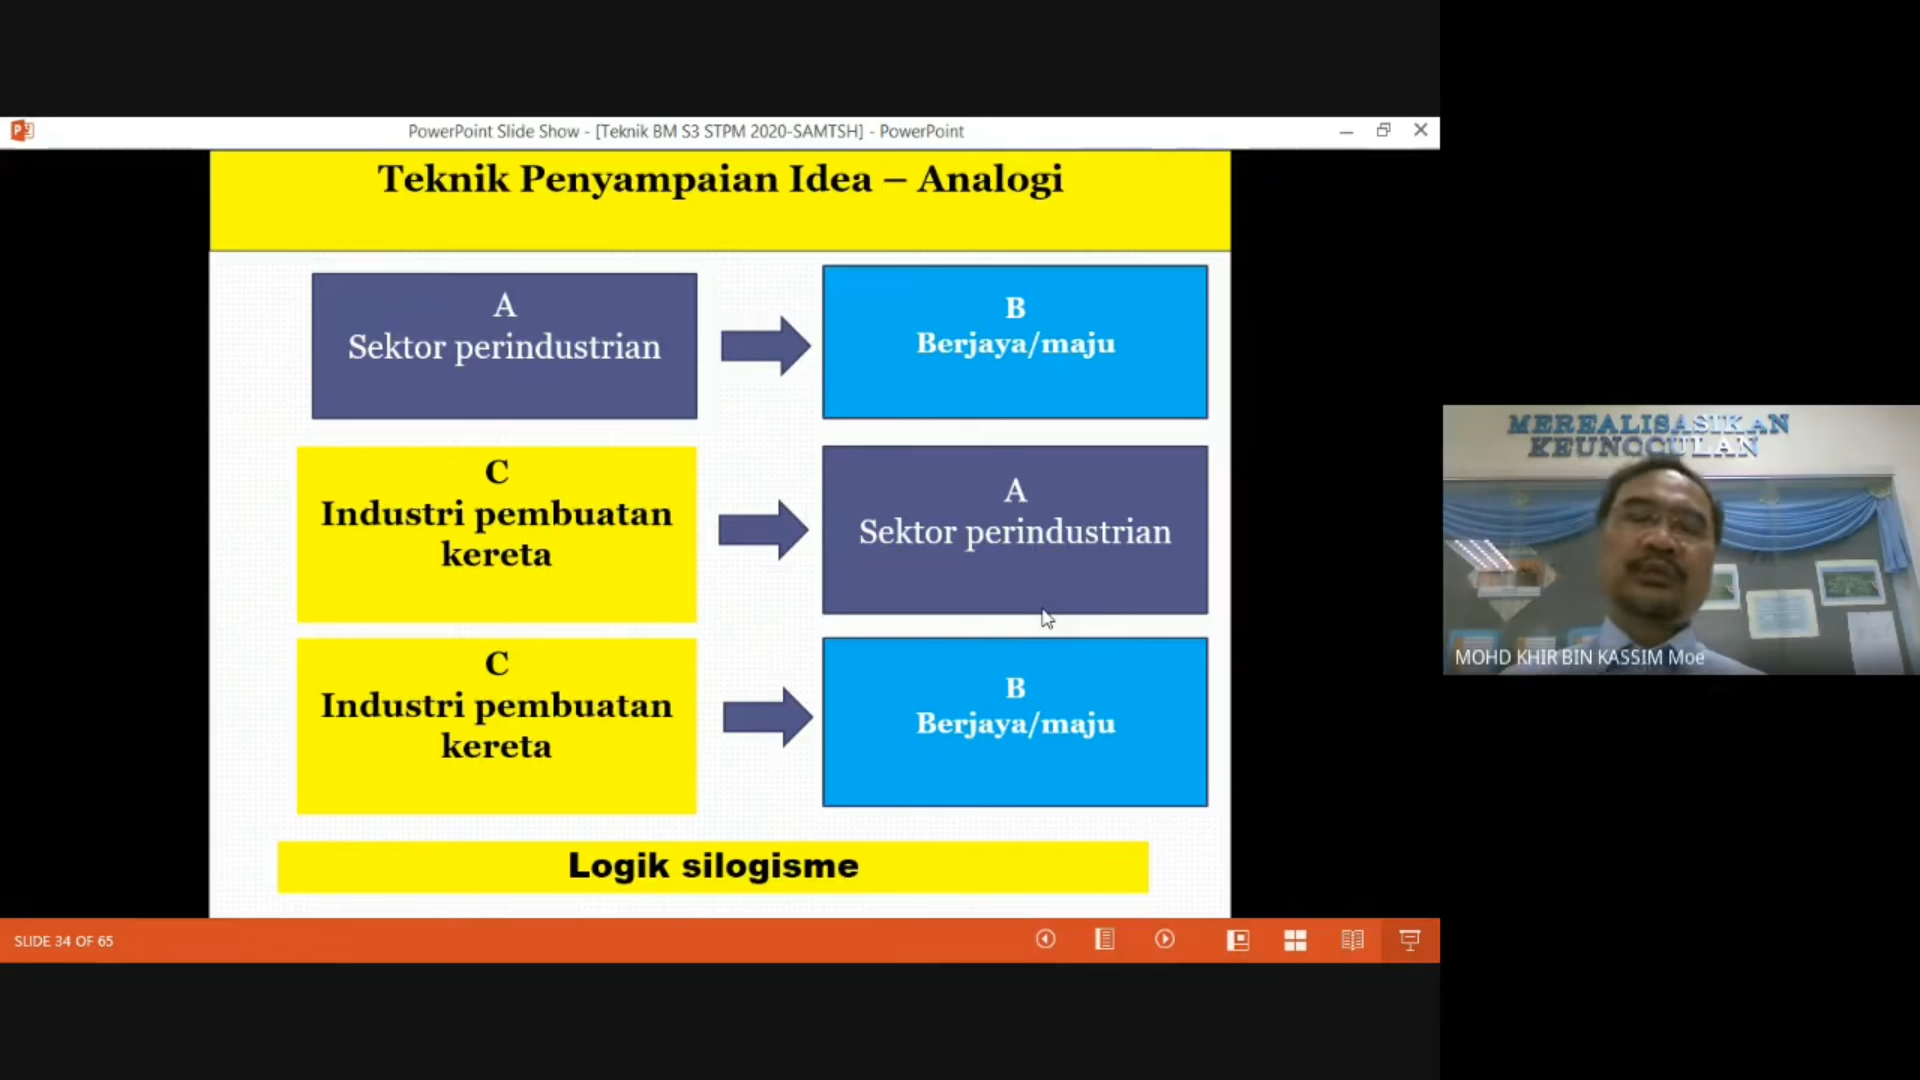 PowerPoint Slide Show - [Teknik BM S3 STPM 2020-SAMTSH] - PowerPoint
Teknik Penyampaian Idea – Analogi
A
Sektor perindustrian
B
Berjaya/maju
C
Industri pembuatan
kereta
A
Sektor perindustrian
C
Industri pembuatan
kereta
B
Berjaya/maju
Logik silogisme
SLIDE 34 OF 65
MEREALISASIKAN
KEUNGGULAN
MOHD KHIR BIN KASSIM Moe